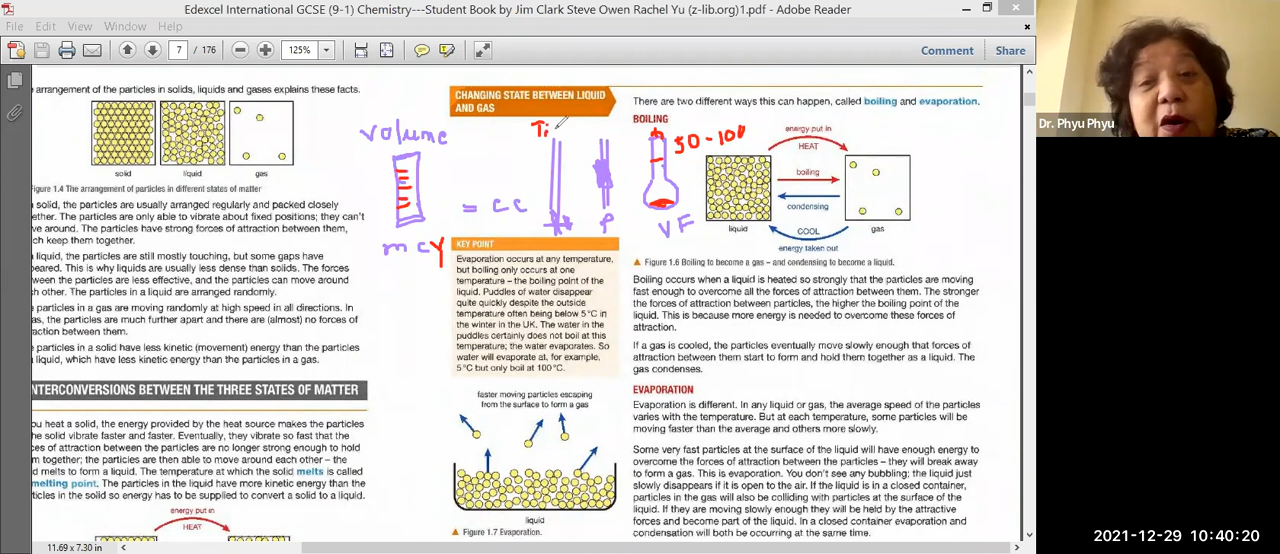 Edexcel International GCSE (9-1) Chemistry---Student Book by Jim Clark Steve Owen Rachel Yu (z-lib.org)1.pdf - Adobe Reader
File Edit View Window Help
7 / 176
125%
Comment
Share
e arrangement of the particles in solids, liquids and gases explains these facts.
solid liquid gas
Figure 1.4 The arrangement of particles in different states of matter
solid, the particles are usually arranged regularly and packed closely
ether. The particles are only able to vibrate about fixed positions; they can't
ve around. The particles have strong forces of attraction between them,
ch keep them together.
liquid, the particles are still mostly touching, but some gaps have
peared. This is why liquids are usually less dense than solids. The forces
ween the particles are less effective, and the particles can move around
ch other. The particles in a liquid are arranged randomly.
particles in a gas are moving randomly at high speed in all directions. In
as, the particles are much further apart and there are (almost) no forces of
raction between them.
particles in a solid have less kinetic (movement) energy than the particles
liquid, which have less kinetic energy than the particles in a gas.
NTERCONVERSIONS BETWEEN THE THREE STATES OF MATTER
ou heat a solid, the energy provided by the heat source makes the particles
the solid vibrate faster and faster. Eventually, they vibrate so fast that the
ces of attraction between the particles are no longer strong enough to hold
m together; the particles are then able to move around each other – the
d melts to form a liquid. The temperature at which the solid melts is called
melting point. The particles in the liquid have more kinetic energy than the
ticles in the solid so energy has to be supplied to convert a solid to a liquid.
energy put in
HEAT
11.69 x 7.30 in
volume
mcy
= cc
Ti
P
VF
50-100
CHANGING STATE BETWEEN LIQUID
AND GAS
KEY POINT
Evaporation occurs at any temperature,
but boiling only occurs at one
temperature – the boiling point of the
liquid. Puddles of water disappear
quite quickly despite the outside
temperature often being below 5 °C in
the winter in the UK. The water in the
puddles certainly does not boil at this
temperature; the water evaporates. So
water will evaporate at, for example,
5 °C but only boil at 100 °C.
faster moving particles escaping
from the surface to form a gas
liquid
Figure 1.7 Evaporation.
There are two different ways this can happen, called boiling and evaporation.
BOILING
energy put in
HEAT
boiling
condensing
COOL
energy taken out
liquid
gas
Figure 1.6 Boiling to become a gas – and condensing to become a liquid.
Boiling occurs when a liquid is heated so strongly that the particles are moving
fast enough to overcome all the forces of attraction between them. The stronger
the forces of attraction between particles, the higher the boiling point of the
liquid. This is because more energy is needed to overcome these forces of
attraction.
If a gas is cooled, the particles eventually move slowly enough that forces of
attraction between them start to form and hold them together as a liquid. The
gas condenses.
EVAPORATION
Evaporation is different. In any liquid or gas, the average speed of the particles
varies with the temperature. But at each temperature, some particles will be
moving faster than the average and others more slowly.
Some very fast particles at the surface of the liquid will have enough energy to
overcome the forces of attraction between the particles – they will break away
to form a gas. This is evaporation. You don't see any bubbling; the liquid just
slowly disappears if it is open to the air. If the liquid is in a closed container,
particles in the gas will also be colliding with particles at the surface of the
liquid. If they are moving slowly enough they will be held by the attractive
forces and become part of the liquid. In a closed container evaporation and
condensation will both be occurring at the same time.
Dr. Phyu Phyu
2021-12-29 10:40:20